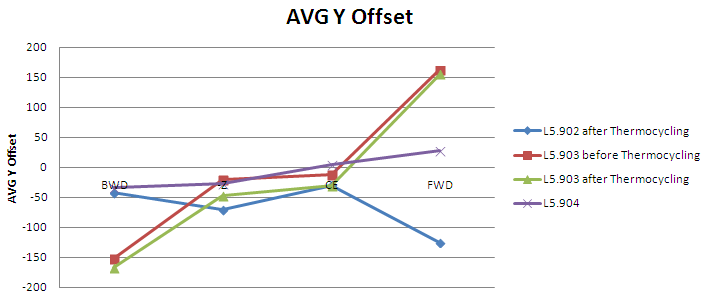 AVG Y Offset
200
150
100
50
0
-50
-100
-150
-200
AVG Y Offset
BWD
CE
FWD
L5.902 after Thermocycling
L5.903 before Thermocycling
L5.903 after Thermocycling
L5.904